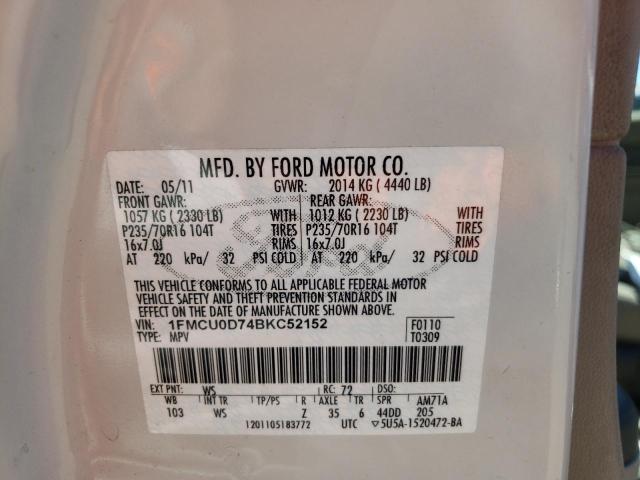 MFD. BY FORD MOTOR CO.
DATE: 05/11 GVWR: 2014 KG ( 4440 LB)
FRONT GAWR: REAR GAWR:
1057 KG ( 2330 LB) WITH 1012 KG ( 2230 LB) WITH
P235/70R16 104T TIRES P235/70R16 104T TIRES
16x7.0J RIMS 16x7.0J RIMS
AT 220 kPa/ 32 PSI COLD AT 220 kPa/ 32 PSI COLD
THIS VEHICLE CONFORMS TO ALL APPLICABLE FEDERAL MOTOR
VEHICLE SAFETY AND THEFT PREVENTION STANDARDS IN
EFFECT ON THE DATE OF MANUFACTURE SHOWN ABOVE.
VIN: 1FMCU0D74BKC52152 F0110
TYPE: MPV T0309
EXT PNT: WS RC: 72 DSO:
WB INT TR TP/PS R AXLE TR SPR AM71A
103 WS Z 35 6 44DD 205
1201105183772 UTC ▽5U5A-1520472-BA
Ford